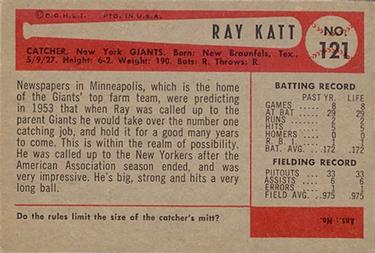 © G.C.H.L.I. PTD. IN U.S.A.
RAY KATT
NO. 121
CATCHER, New York GIANTS. Born: New Braunfels, Tex.,
5/9/27. Height: 6-2. Weight: 190. Bats: R. Throws: R.
Newspapers in Minneapolis, which is the home
of the Giants' top farm team, were predicting
in 1953 that when Ray was called up to the
parent Giants he would take over the number one
catching job, and hold it for a good many years
to come. This is within the realm of possibility.
He was called up to the New Yorkers after the
American Association season ended, and was
very impressive. He's big, strong and hits a very
long ball.
BATTING RECORD
PAST YR. LIFE
GAMES 8 8
AT BAT 29 29
RUNS 2 2
HITS 5 5
HOMERS 0 0
R. B. I. 1 1
BAT. AV. .172 .172
FIELDING RECORD
PUTOUTS 33 33
ASSISTS 6 6
ERRORS 1 1
FIELD AVG. .975 .975
Do the rules limit the size of the catcher's mitt?
Ans.: No.